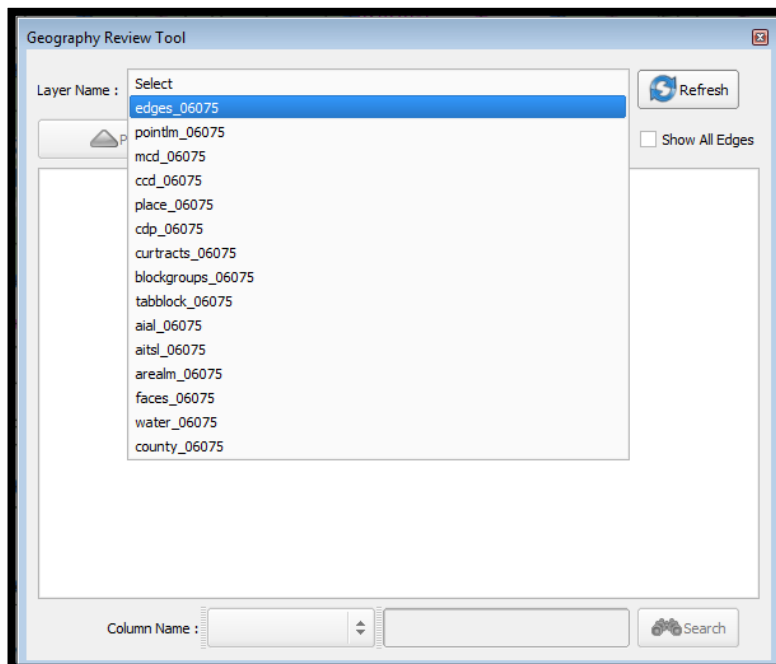 Geography Review Tool
Layer Name :
Select
Refresh
edges_06075
pointlm_06075
Show All Edges
mcd_06075
ccd_06075
place_06075
cdp_06075
curtracts_06075
blockgroups_06075
tabblock_06075
aial_06075
aitsl_06075
arealm_06075
faces_06075
water_06075
county_06075
Column Name :
Search